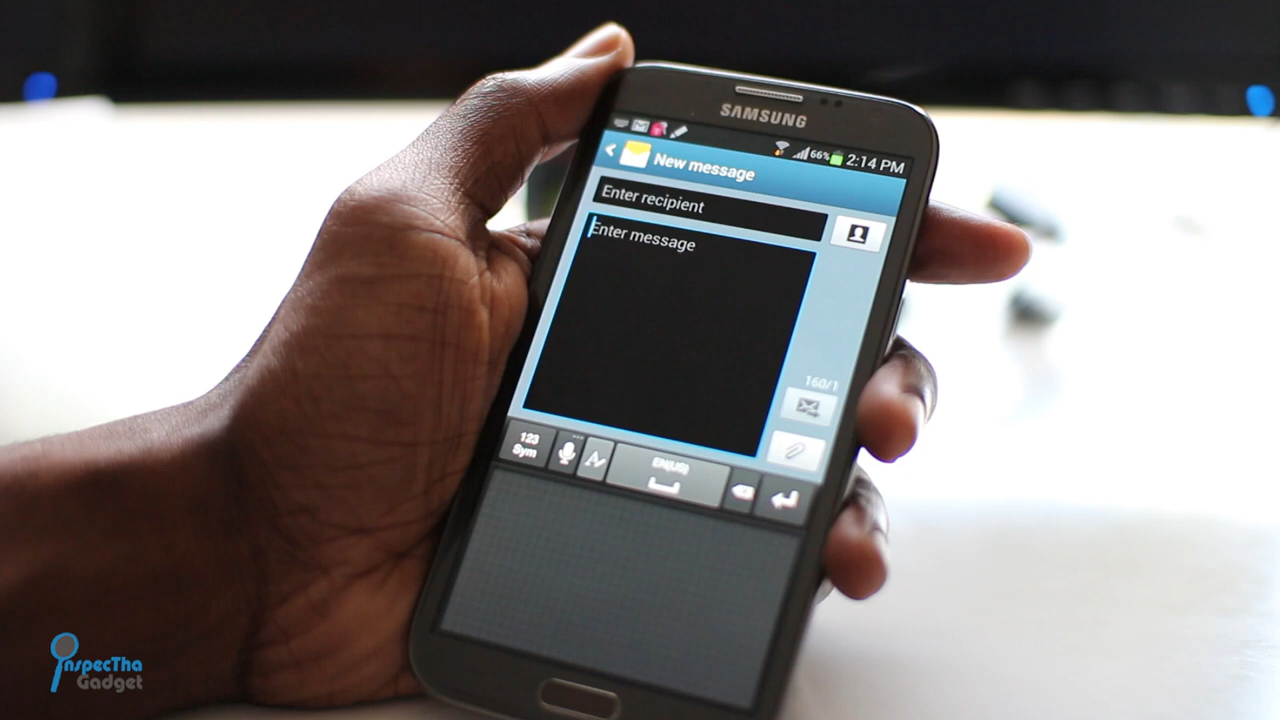 SAMSUNG
66% 2:14 PM
New message
Enter recipient
Enter message
160/1
123
Sym
EN(US)
InspecTha
Gadget